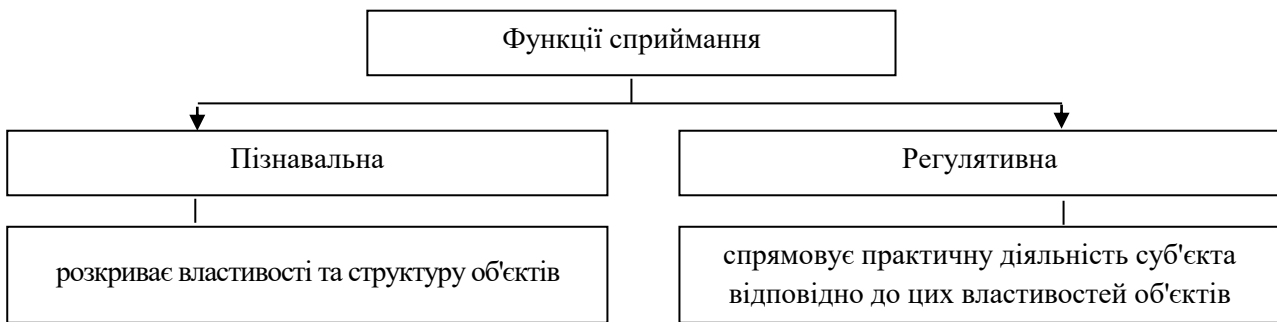 Функції сприймання
Пізнавальна
Регулятивна
розкриває властивості та структуру об'єктів
спрямовує практичну діяльність суб'єкта
відповідно до цих властивостей об'єктів